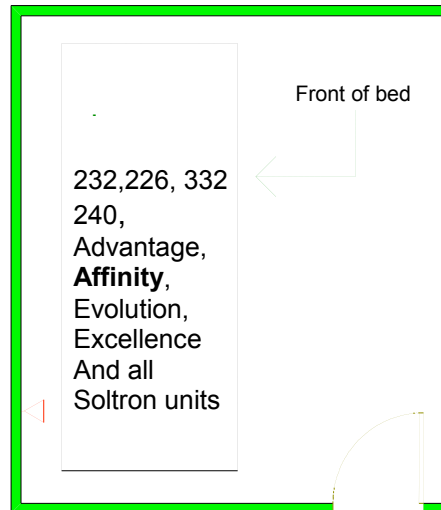 Front of bed
232,226, 332
240,
Advantage,
Affinity,
Evolution,
Excellence
And all
Soltron units